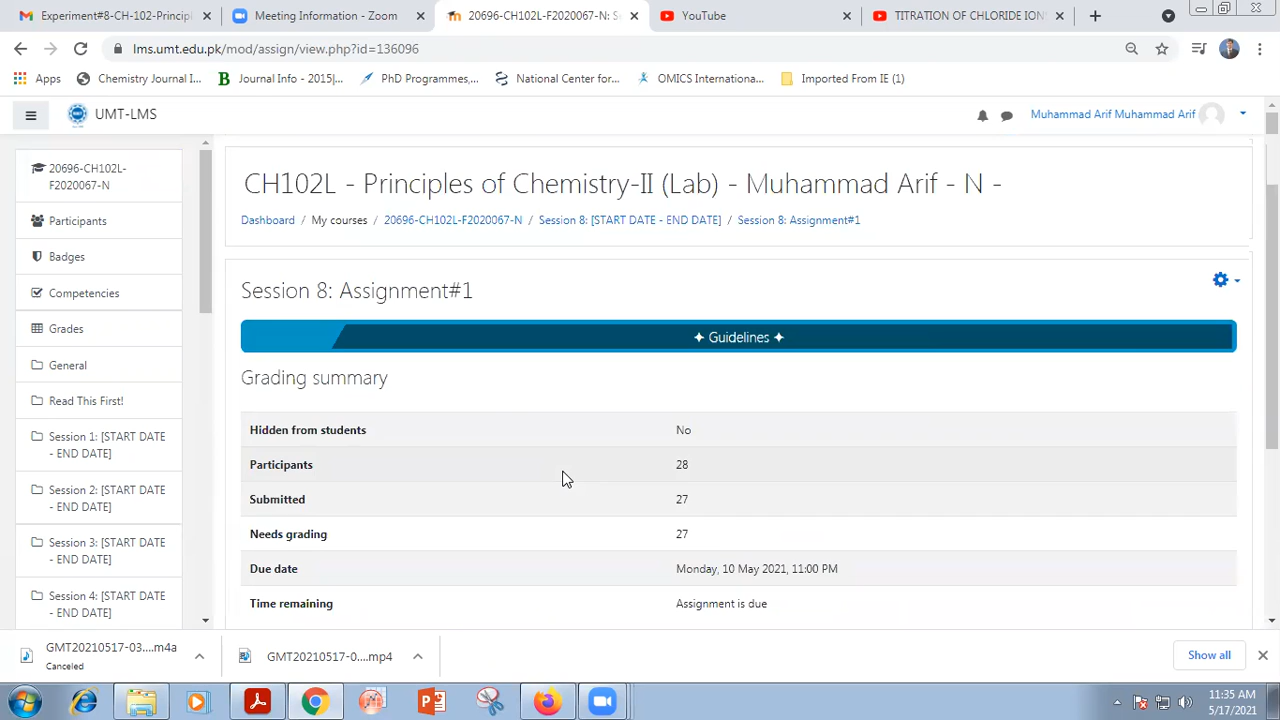 Experiment#8-CH-102-Princip
Meeting Information - Zoom
20696-CH102L-F2020067-N: S
YouTube
TITRATION OF CHLORIDE ION
lms.umt.edu.pk/mod/assign/view.php?id=136096
Apps
Chemistry Journal I...
Journal Info - 2015|...
PhD Programmes,...
National Center for...
OMICS Internationa...
Imported From IE (1)
UMT-LMS
Muhammad Arif Muhammad Arif
20696-CH102L-
F2020067-N
Participants
Badges
Competencies
Grades
General
Read This First!
Session 1: [START DATE
- END DATE]
Session 2: [START DATE
- END DATE]
Session 3: [START DATE
- END DATE]
Session 4: [START DATE
- END DATE]
CH102L - Principles of Chemistry-II (Lab) - Muhammad Arif - N -
Dashboard / My courses / 20696-CH102L-F2020067-N / Session 8: [START DATE - END DATE] / Session 8: Assignment#1
Session 8: Assignment#1
✦ Guidelines ✦
Grading summary
Hidden from students No
Participants 28
Submitted 27
Needs grading 27
Due date Monday, 10 May 2021, 11:00 PM
Time remaining Assignment is due
GMT20210517-03....m4a
Canceled
GMT20210517-0....mp4
Show all
11:35 AM
5/17/2021